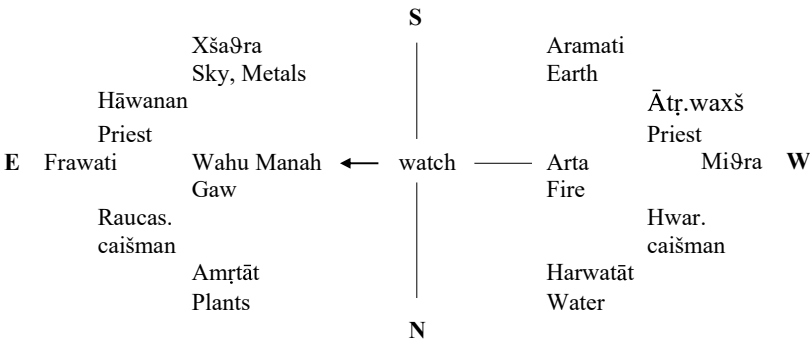 S
Xšaϑra Aramati
Sky, Metals Earth
Hāwanan Ātṛ.waxš
Priest Priest
E Frawati Wahu Manah watch Arta Miϑra W
Gaw Fire
Raucas. Hwar.
caišman caišman
Amṛtāt Harwatāt
Plants Water
N